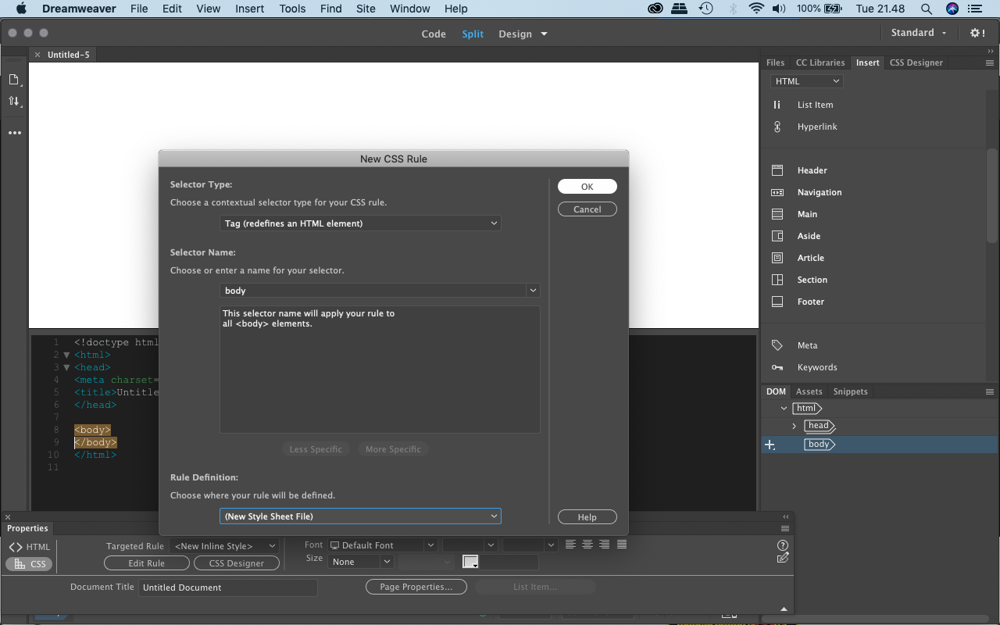 Dreamweaver File Edit View Insert Tools Find Site Window Help 100% Tue 21.48
Code Split Design Standard !
Untitled-5
Files CC Libraries Insert CSS Designer
HTML
List Item
Hyperlink
Header
Navigation
Main
Aside
Article
Section
Footer
Meta
Keywords
New CSS Rule
Selector Type:
Choose a contextual selector type for your CSS rule.
Tag (redefines an HTML element)
Selector Name:
Choose or enter a name for your selector.
body
This selector name will apply your rule to
all <body> elements.
Less Specific More Specific
Rule Definition:
Choose where your rule will be defined.
(New Style Sheet File)
OK
Cancel
Help
1 <!doctype html
2 <html>
3 <head>
4 <meta charset=
5 <title>Untitle
6 </head>
7
8 <body>
9 </body>
10 </html>
11
DOM Assets Snippets
html
head
body
Properties
HTML
CSS
Targeted Rule <New Inline Style>
Edit Rule CSS Designer
Font Default Font
Size None
Document Title Untitled Document
Page Properties... List Item...